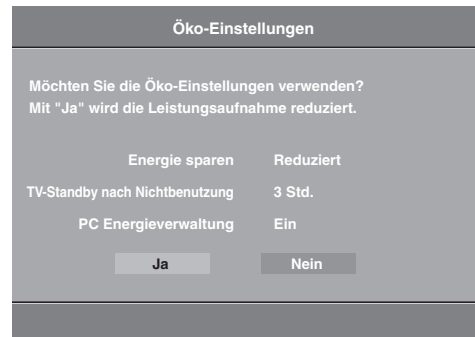 Öko-Einstellungen
Möchten Sie die Öko-Einstellungen verwenden?
Mit "Ja" wird die Leistungsaufnahme reduziert.
Energie sparen Reduziert
TV-Standby nach Nichtbenutzung 3 Std.
PC Energieverwaltung Ein
Ja Nein